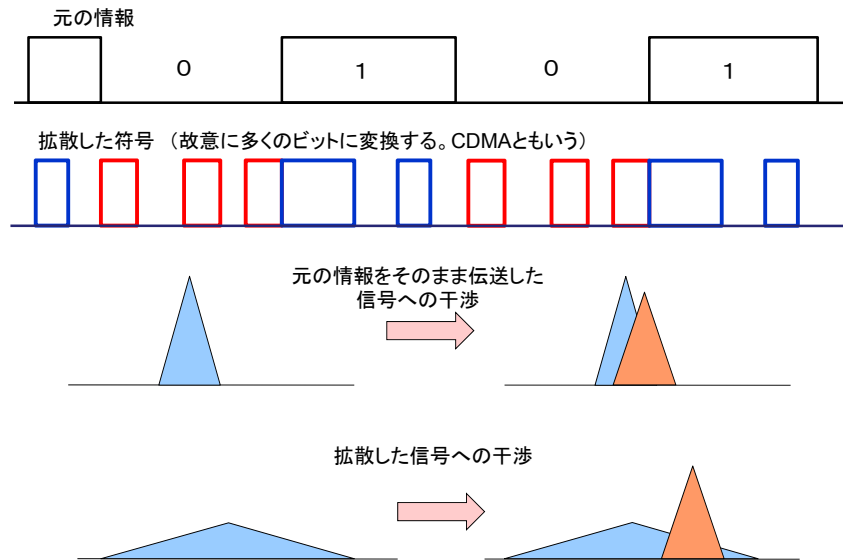 元の情報
0 1 0 1
拡散した符号 （故意に多くのビットに変換する。CDMAともいう）
元の情報をそのまま伝送した
信号への干渉
拡散した信号への干渉